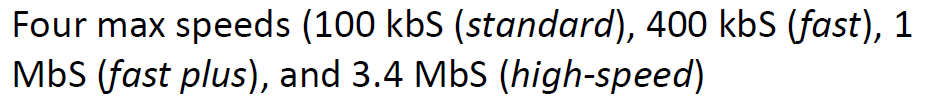 Four max speeds (100 kbS (standard), 400 kbS (fast), 1
MbS (fast plus), and 3.4 MbS (high-speed)